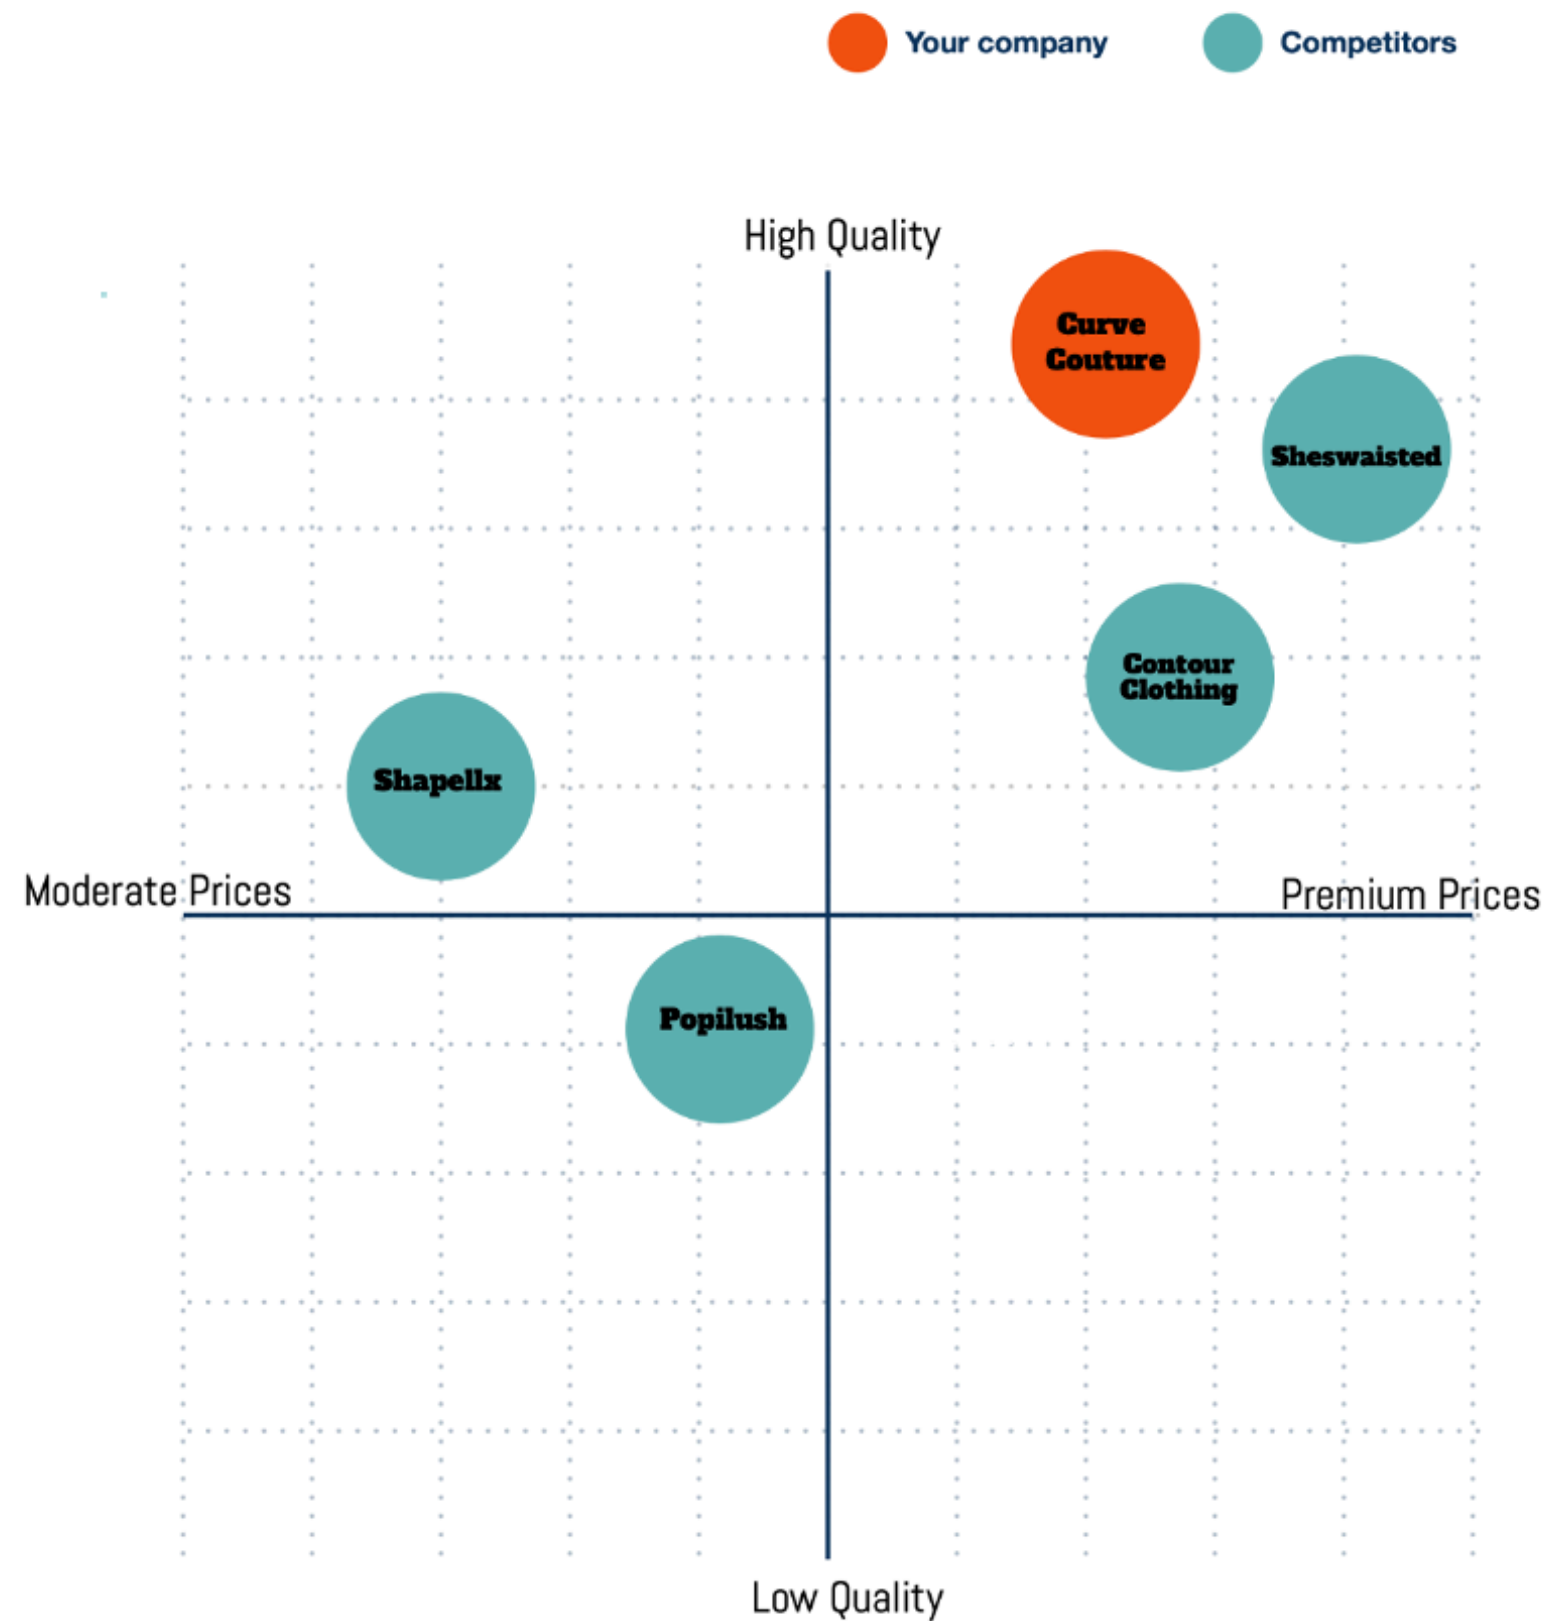 Your company
Competitors
High Quality
Curve
Couture
Sheswaisted
Contour
Clothing
Shapellx
Moderate Prices
Premium Prices
Popilush
Low Quality